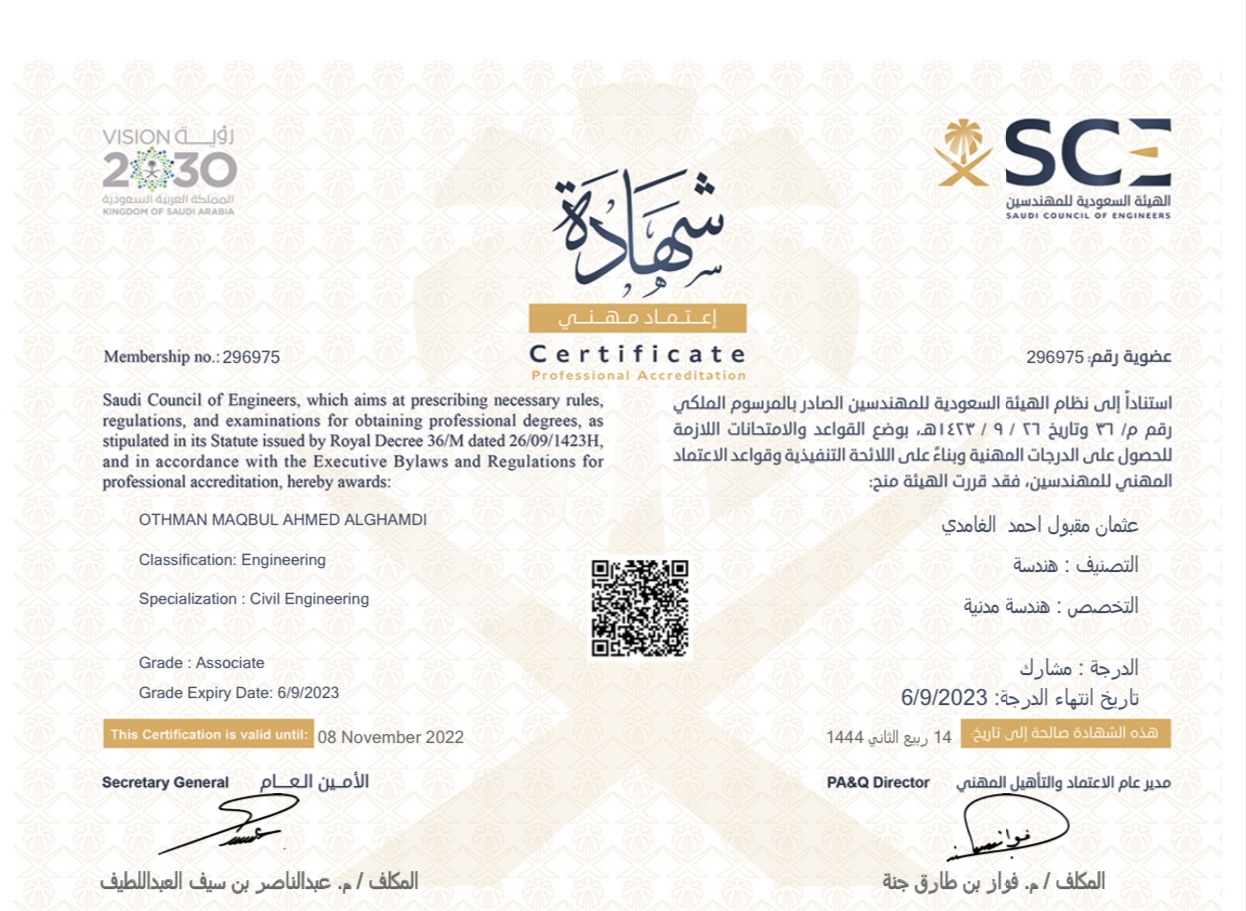 VISION رؤيــة
2030
المملكة العربية السعودية
KINGDOM OF SAUDI ARABIA
SCE
الهيئة السعودية للمهندسين
SAUDI COUNCIL OF ENGINEERS
شهادة
إعـتـمـاد مـهـنـي
Certificate
Professional Accreditation
Membership no.: 296975
عضوية رقم: 296975
Saudi Council of Engineers, which aims at prescribing necessary rules,
regulations, and examinations for obtaining professional degrees, as
stipulated in its Statute issued by Royal Decree 36/M dated 26/09/1423H,
and in accordance with the Executive Bylaws and Regulations for
professional accreditation, hereby awards:
استناداً إلى نظام الهيئة السعودية للمهندسين الصادر بالمرسوم الملكي
رقم م/ ٣٦ وتاريخ ٢٦ / ٩ / ١٤٢٣هـ، بوضع القواعد والامتحانات اللازمة
للحصول على الدرجات المهنية وبناءً على اللائحة التنفيذية وقواعد الاعتماد
المهني للمهندسين، فقد قررت الهيئة منح:
OTHMAN MAQBUL AHMED ALGHAMDI
Classification: Engineering
Specialization : Civil Engineering
Grade : Associate
Grade Expiry Date: 6/9/2023
عثمان مقبول احمد الغامدي
التصنيف : هندسة
التخصص : هندسة مدنية
الدرجة : مشارك
تاريخ انتهاء الدرجة: 6/9/2023
This Certification is valid until: 08 November 2022
هذه الشهادة صالحة إلى تاريخ: 14 ربيع الثاني 1444
Secretary General الأمـين العـــام
PA&Q Director مدير عام الاعتماد والتأهيل المهني
المكلف / م. عبدالناصر بن سيف العبداللطيف
المكلف / م. فواز بن طارق جنة